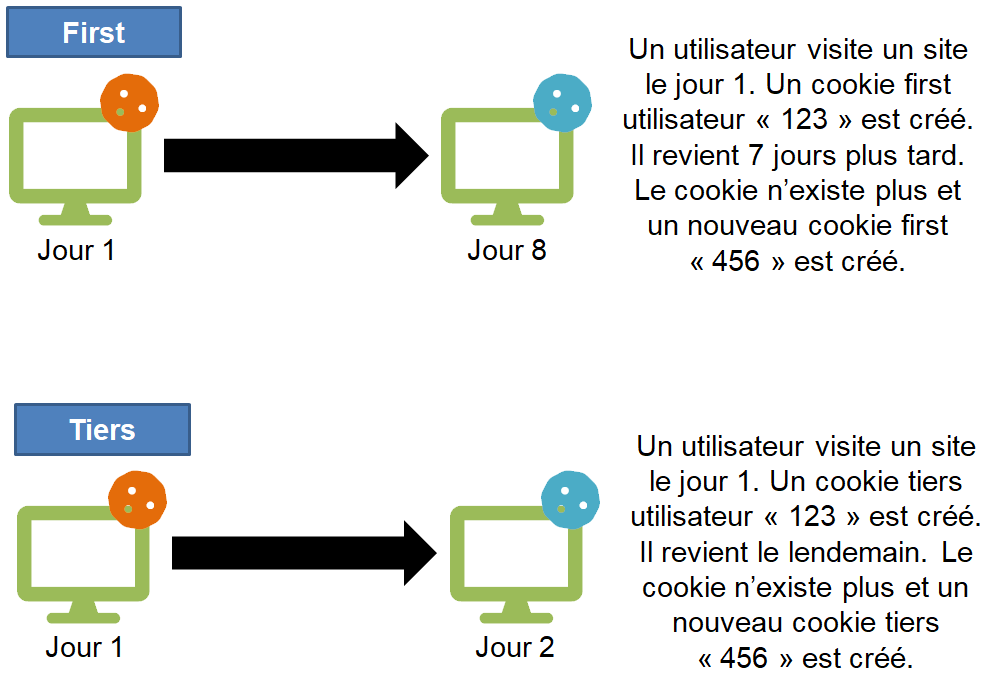 First
Un utilisateur visite un site
le jour 1. Un cookie first
utilisateur « 123 » est créé.
Il revient 7 jours plus tard.
Le cookie n’existe plus et
un nouveau cookie first
« 456 » est créé.
Jour 1
Jour 8
Tiers
Un utilisateur visite un site
le jour 1. Un cookie tiers
utilisateur « 123 » est créé.
Il revient le lendemain. Le
cookie n’existe plus et un
nouveau cookie tiers
« 456 » est créé.
Jour 1
Jour 2